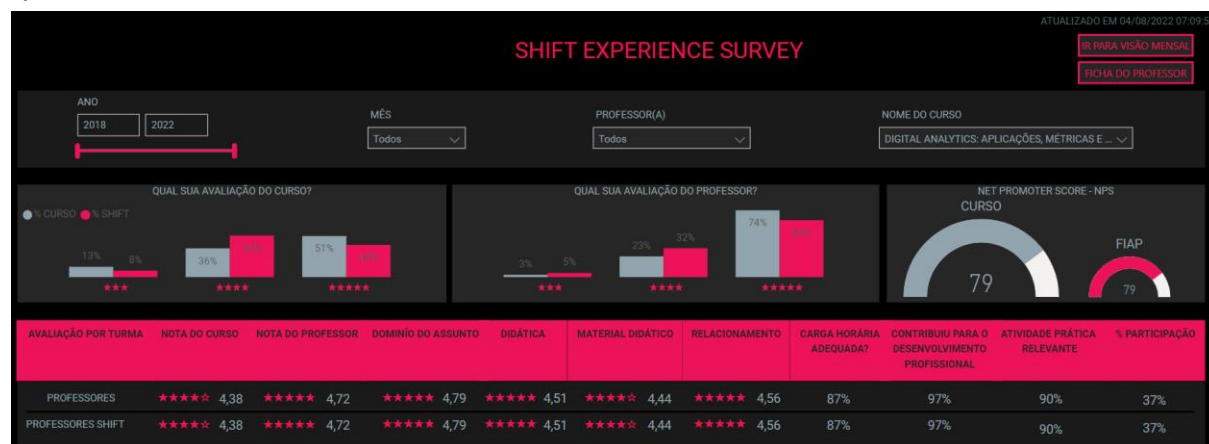 ATUALIZADO EM 04/08/2022 07:09:5
SHIFT EXPERIENCE SURVEY
IR PARA VISÃO MENSAL
FICHA DO PROFESSOR
ANO
2018 2022
MÊS
Todos
PROFESSOR(A)
Todos
NOME DO CURSO
DIGITAL ANALYTICS: APLICAÇÕES, MÉTRICAS E ...
QUAL SUA AVALIAÇÃO DO CURSO?
% CURSO % SHIFT
13% 8% 36% 51%
★★★ ★★★★ ★★★★★
QUAL SUA AVALIAÇÃO DO PROFESSOR?
3% 5% 23% 32% 74%
★★★ ★★★★ ★★★★★
NET PROMOTER SCORE - NPS
CURSO
79
FIAP
79
AVALIAÇÃO POR TURMA NOTA DO CURSO NOTA DO PROFESSOR DOMINÍO DO ASSUNTO DIDÁTICA MATERIAL DIDÁTICO RELACIONAMENTO CARGA HORÁRIA ADEQUADA? CONTRIBUIU PARA O DESENVOLVIMENTO PROFISSIONAL ATIVIDADE PRÁTICA RELEVANTE % PARTICIPAÇÃO
PROFESSORES ★★★★☆ 4,38 ★★★★★ 4,72 ★★★★★ 4,79 ★★★★★ 4,51 ★★★★☆ 4,44 ★★★★★ 4,56 87% 97% 90% 37%
PROFESSORES SHIFT ★★★★☆ 4,38 ★★★★★ 4,72 ★★★★★ 4,79 ★★★★★ 4,51 ★★★★☆ 4,44 ★★★★★ 4,56 87% 97% 90% 37%